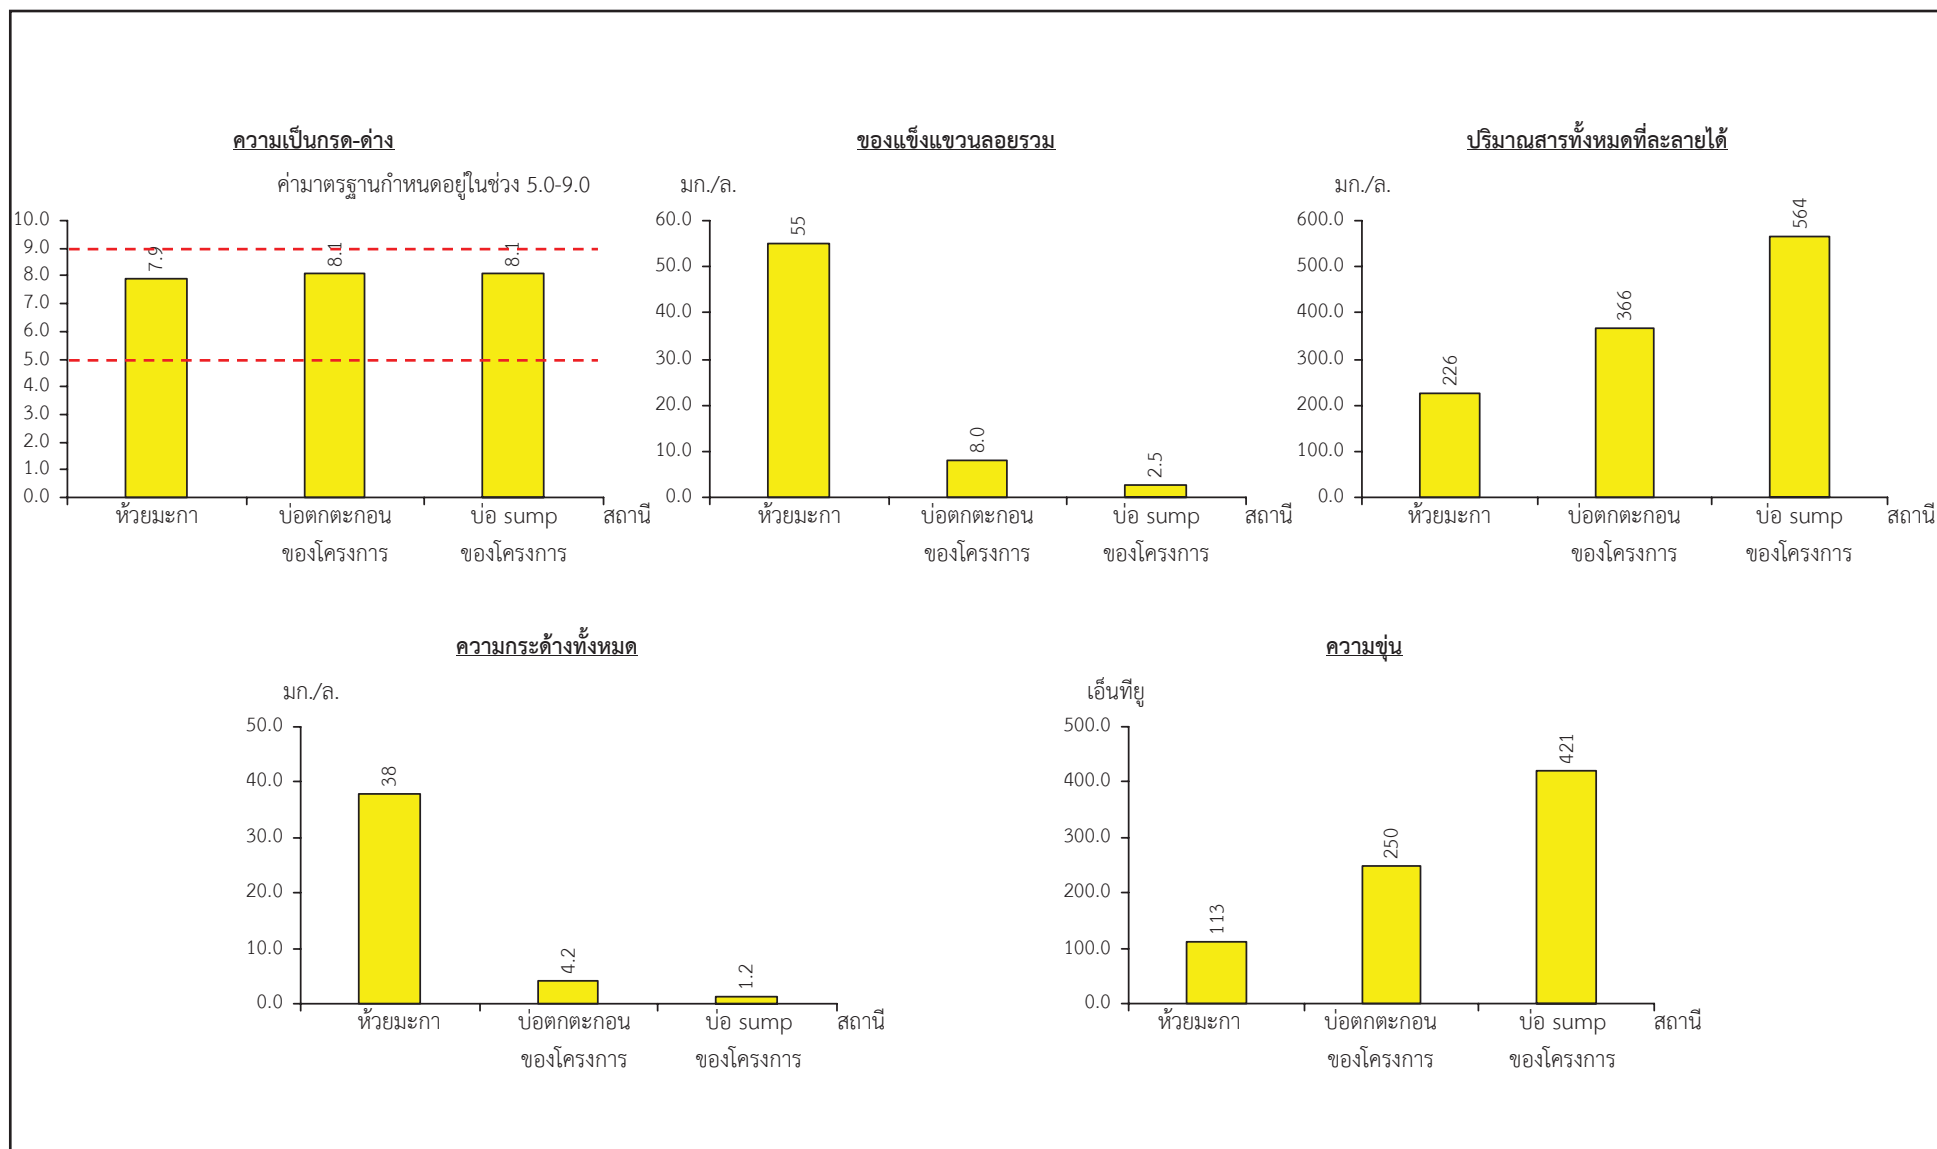 ความเป็นกรด-ด่าง
ค่ามาตรฐานกำหนดอยู่ในช่วง 5.0-9.0
10.0
9.0
8.0
7.0
6.0
5.0
4.0
3.0
2.0
1.0
0.0
7.9
8.1
8.1
ห้วยมะกา บ่อตกตะกอน บ่อ sump สถานี
ของโครงการ ของโครงการ
ของแข็งแขวนลอยรวม
มก./ล.
60.0
50.0
40.0
30.0
20.0
10.0
0.0
55
8.0
2.5
ห้วยมะกา บ่อตกตะกอน บ่อ sump สถานี
ของโครงการ ของโครงการ
ปริมาณสารทั้งหมดที่ละลายได้
มก./ล.
600.0
500.0
400.0
300.0
200.0
100.0
0.0
226
366
564
ห้วยมะกา บ่อตกตะกอน บ่อ sump สถานี
ของโครงการ ของโครงการ
ความกระด้างทั้งหมด
มก./ล.
50.0
40.0
30.0
20.0
10.0
0.0
38
4.2
1.2
ห้วยมะกา บ่อตกตะกอน บ่อ sump สถานี
ของโครงการ ของโครงการ
ความขุ่น
เอ็นทียู
500.0
400.0
300.0
200.0
100.0
0.0
113
250
421
ห้วยมะกา บ่อตกตะกอน บ่อ sump สถานี
ของโครงการ ของโครงการ